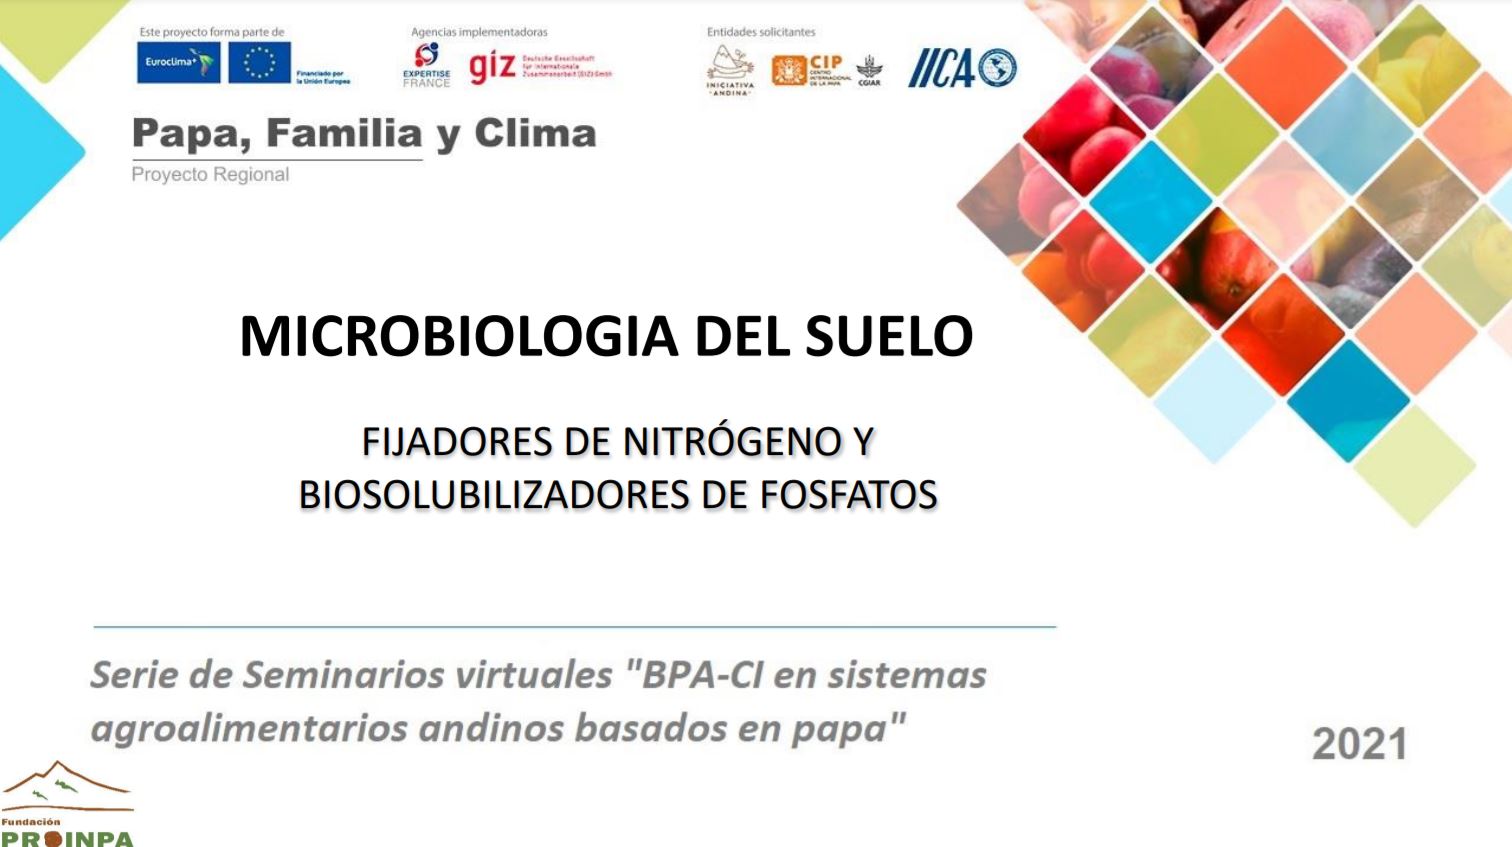 Este proyecto forma parte de
Agencias implementadoras
Entidades solicitantes
Euroclima+
Financiado por
la Unión Europea
EXPERTISE
FRANCE
giz
Deutsche Gesellschaft
für Internationale
Zusammenarbeit (GIZ) GmbH
INICIATIVA
"ANDINA"
CIP
CENTRO
INTERNACIONAL
DE LA PAPA
CGIAR
IICA
Papa, Familia y Clima
Proyecto Regional
MICROBIOLOGIA DEL SUELO
FIJADORES DE NITRÓGENO Y
BIOSOLUBILIZADORES DE FOSFATOS
Serie de Seminarios virtuales "BPA-CI en sistemas
agroalimentarios andinos basados en papa"
2021
Fundación
PROINPA